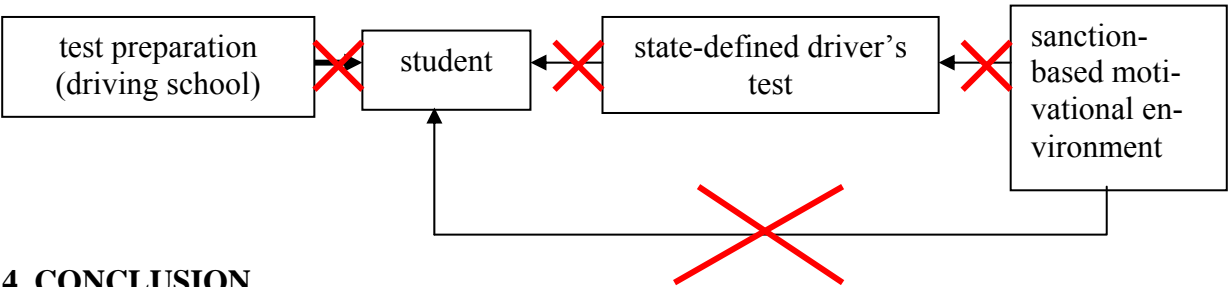 test preparation
(driving school)
student
state-defined driver’s
test
sanction-
based moti-
vational en-
vironment
4 CONCLUSION